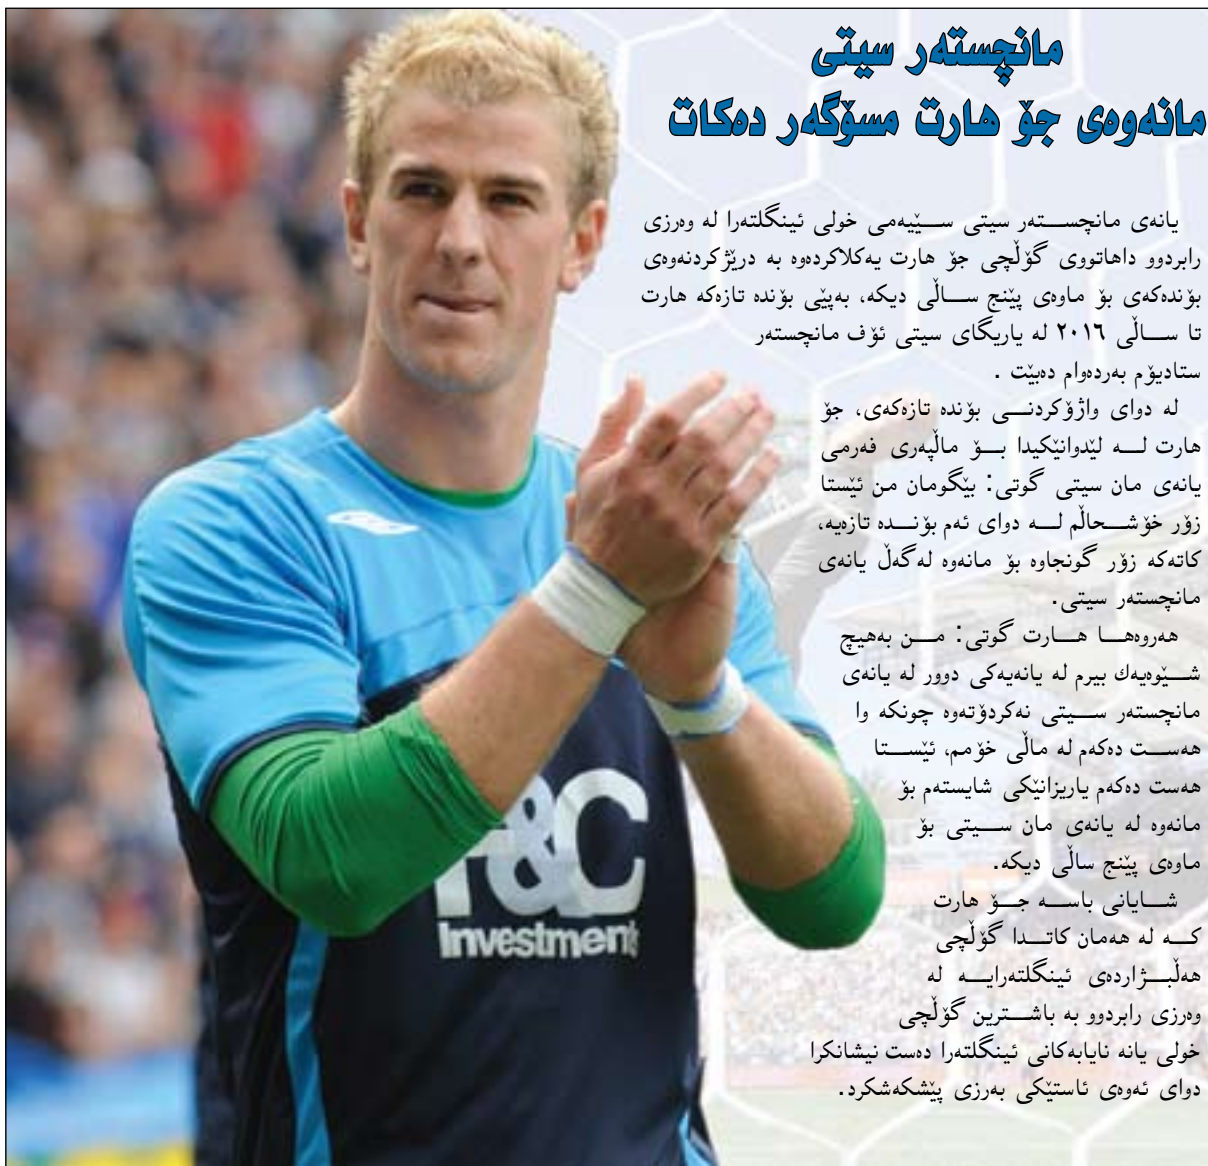 مانچستەر سیتی
مانەوەی جۆ هارت مسۆگەر دەکات
یانەی مانچستەر سیتی سێیەمی خولی ئینگلتەرا لە وەرزی
رابردوو داهاتووی گۆڵچی جۆ هارت یەکلاکردەوە بە درێژکردنەوەی
بۆندەکەی بۆ ماوەی پێنج ساڵی دیکە، بەپێی بۆندە تازەکە هارت
تا ساڵی ٢٠١٦ لە یاریگای سیتی ئۆف مانچستەر
ستادیۆم بەردەوام دەبێت .
لە دوای واژۆکردنی بۆندە تازەکەی، جۆ
هارت لە لێدوانێکیدا بۆ ماڵپەری فەرمی
یانەی مان سیتی گوتی: بێگومان من ئێستا
زۆر خۆشحاڵم لە دوای ئەم بۆندە تازەیە،
کاتەکە زۆر گونجاوە بۆ مانەوە لەگەڵ یانەی
مانچستەر سیتی.
هەروەها هارت گوتی: من بەهیچ
شێوەیەك بیرم لە یانەیەکی دوور لە یانەی
مانچستەر سیتی نەکردۆتەوە چونکە وا
هەست دەکەم لە ماڵی خۆمم، ئێستا
هەست دەکەم یاریزانێکی شایستەم بۆ
مانەوە لە یانەی مان سیتی بۆ
ماوەی پێنج ساڵی دیکە.
شایانی باسە جۆ هارت
کە لە هەمان کاتدا گۆڵچی
هەڵبژاردەی ئینگلتەرایە لە
وەرزی رابردوو بە باشترین گۆڵچی
خولی یانە نایابەکانی ئینگلتەرا دەست نیشانکرا
دوای ئەوەی ئاستێکی بەرزی پێشکەشکرد.
F&C
Investments